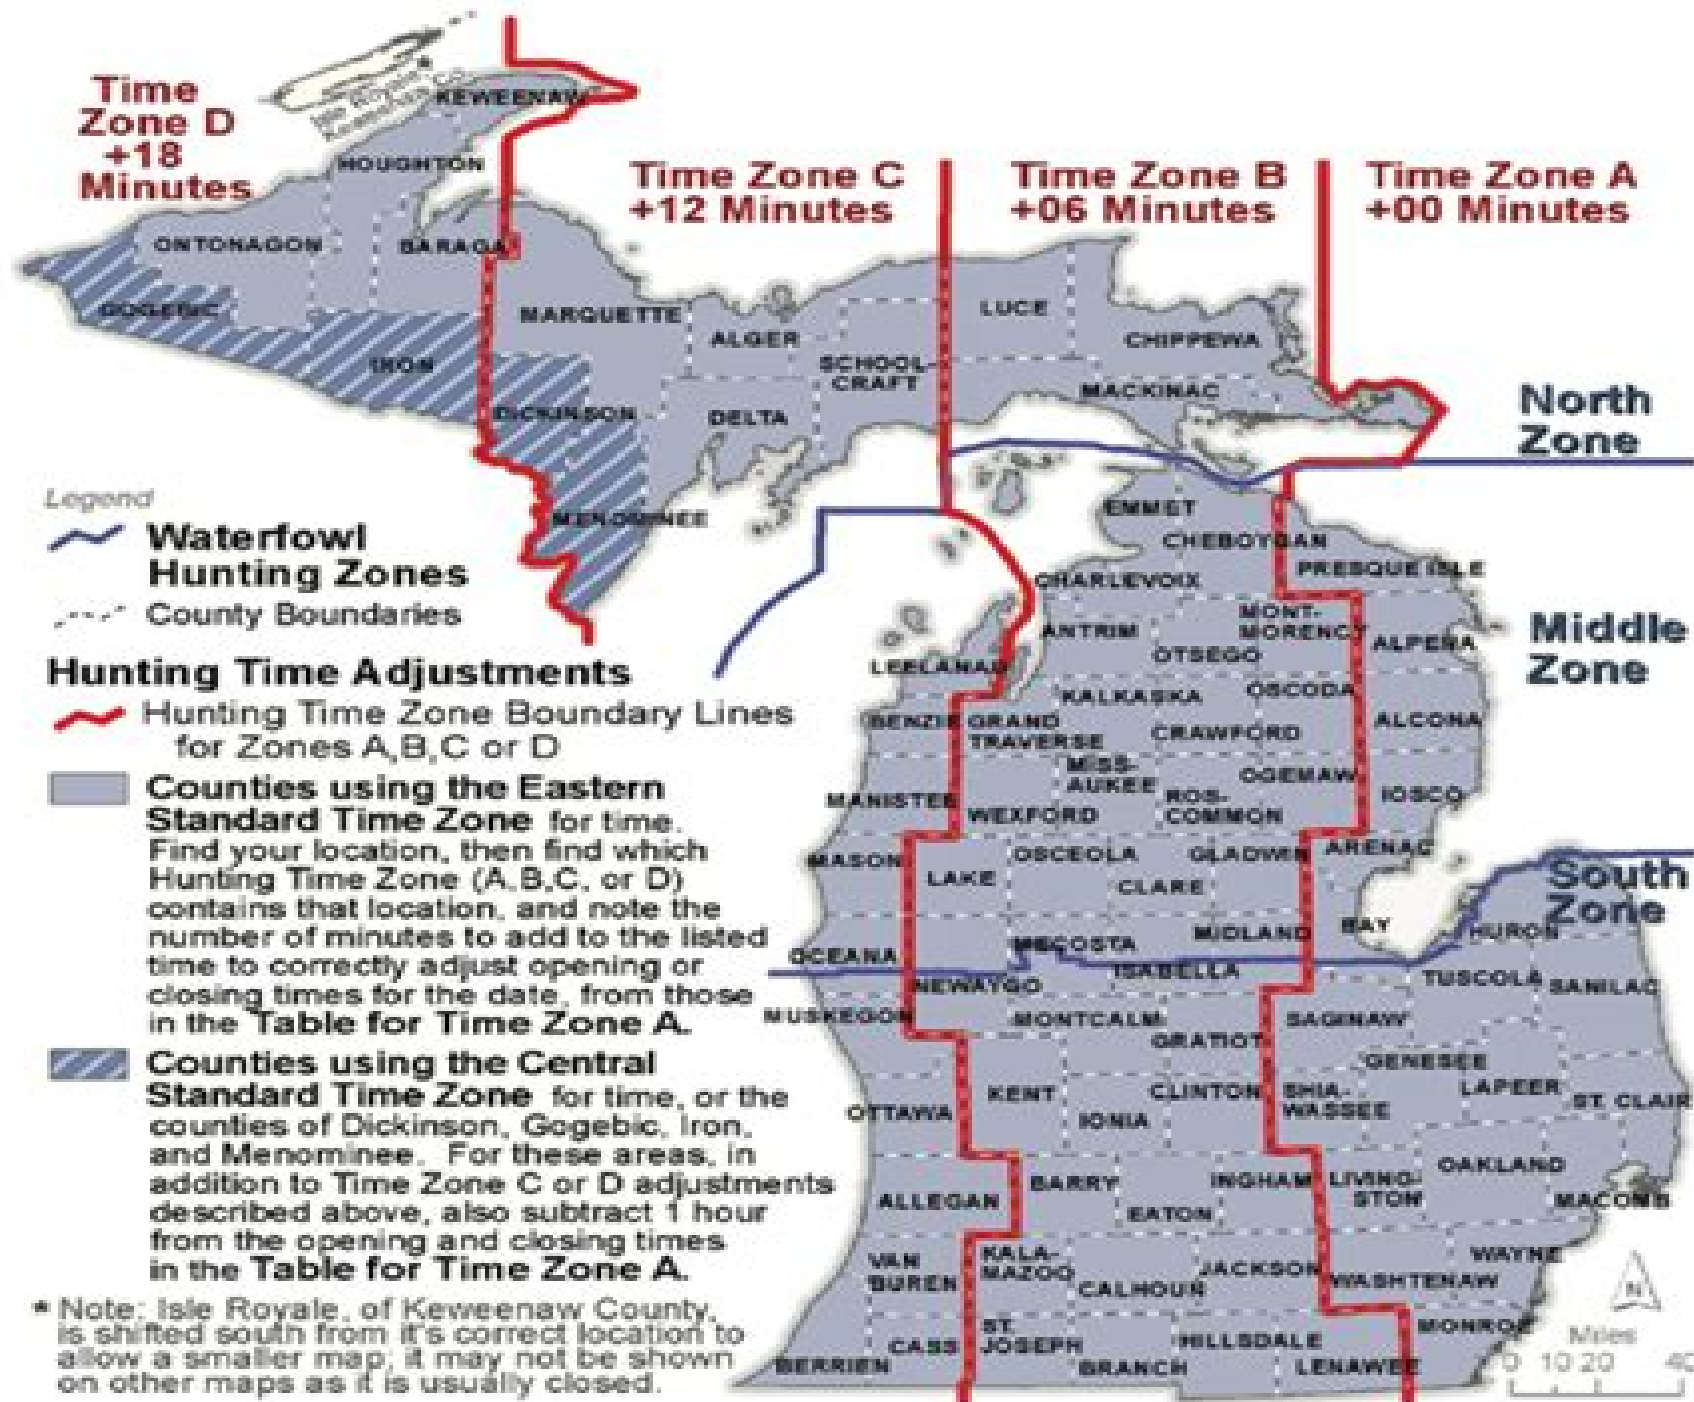 Time
Zone D
+18
Minutes
Time Zone C
+12 Minutes
Time Zone B
+06 Minutes
Time Zone A
+00 Minutes
Isle Royale*
Keweenaw Co.
KEWEENAW
HOUGHTON
ONTONAGON
BARAGA
GOGEBIC
IRON
MARQUETTE
DICKINSON
MENOMINEE
ALGER
DELTA
SCHOOL-
CRAFT
LUCE
CHIPPEWA
MACKINAC
North
Zone
Middle
Zone
South
Zone
EMMET
CHEBOYGAN
PRESQUE ISLE
CHARLEVOIX
ANTRIM
OTSEGO
MONT-
MORENCY
ALPENA
LEELANAU
KALKASKA
OSCODA
BENZIE
GRAND
TRAVERSE
CRAWFORD
ALCONA
MISS-
AUKEE
OGEMAW
IOSCO
MANISTEE
WEXFORD
ROS-
COMMON
MASON
LAKE
OSCEOLA
CLARE
GLADWIN
ARENAC
OCEANA
MECOSTA
MIDLAND
BAY
HURON
NEWAYGO
ISABELLA
TUSCOLA
SANILAC
MUSKEGON
MONTCALM
GRATIOT
SAGINAW
GENESEE
LAPEER
ST. CLAIR
OTTAWA
KENT
IONIA
CLINTON
SHIA-
WASSEE
ALLEGAN
BARRY
EATON
INGHAM
LIVING-
STON
OAKLAND
MACOMB
VAN
BUREN
KALA-
MAZOO
CALHOUN
JACKSON
WASHTENAW
WAYNE
CASS
ST.
JOSEPH
BERRIEN
BRANCH
HILLSDALE
LENAWEE
MONROE
Legend
Waterfowl
Hunting Zones
County Boundaries
Hunting Time Adjustments
Hunting Time Zone Boundary Lines
for Zones A,B,C or D
Counties using the Eastern
Standard Time Zone for time.
Find your location, then find which
Hunting Time Zone (A,B,C, or D)
contains that location, and note the
number of minutes to add to the listed
time to correctly adjust opening or
closing times for the date, from those
in the Table for Time Zone A.
Counties using the Central
Standard Time Zone for time, or the
counties of Dickinson, Gogebic, Iron,
and Menominee. For these areas, in
addition to Time Zone C or D adjustments
described above, also subtract 1 hour
from the opening and closing times
in the Table for Time Zone A.
* Note: Isle Royale, of Keweenaw County,
is shifted south from it's correct location to
allow a smaller map; it may not be shown
on other maps as it is usually closed.
N
Miles
0 10 20 40